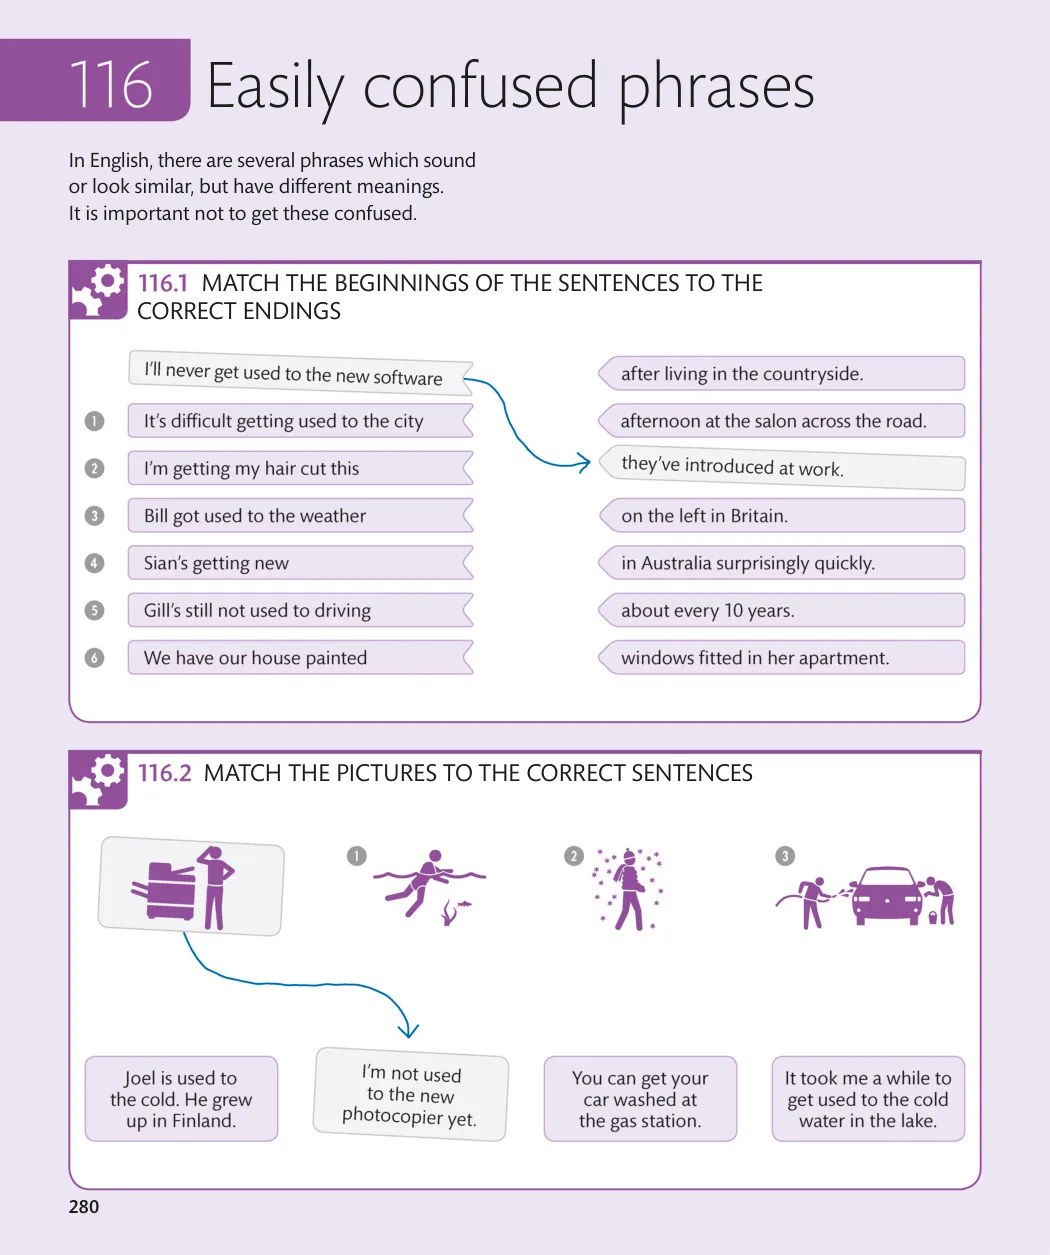 116 Easily confused phrases
In English, there are several phrases which sound
or look similar, but have different meanings.
It is important not to get these confused.
116.1 MATCH THE BEGINNINGS OF THE SENTENCES TO THE
CORRECT ENDINGS
I'll never get used to the new software
1 It's difficult getting used to the city
2 I'm getting my hair cut this
3 Bill got used to the weather
4 Sian's getting new
5 Gill's still not used to driving
6 We have our house painted
after living in the countryside.
afternoon at the salon across the road.
they've introduced at work.
on the left in Britain.
in Australia surprisingly quickly.
about every 10 years.
windows fitted in her apartment.
116.2 MATCH THE PICTURES TO THE CORRECT SENTENCES
1
2
3
Joel is used to
the cold. He grew
up in Finland.
I'm not used
to the new
photocopier yet.
You can get your
car washed at
the gas station.
It took me a while to
get used to the cold
water in the lake.
280